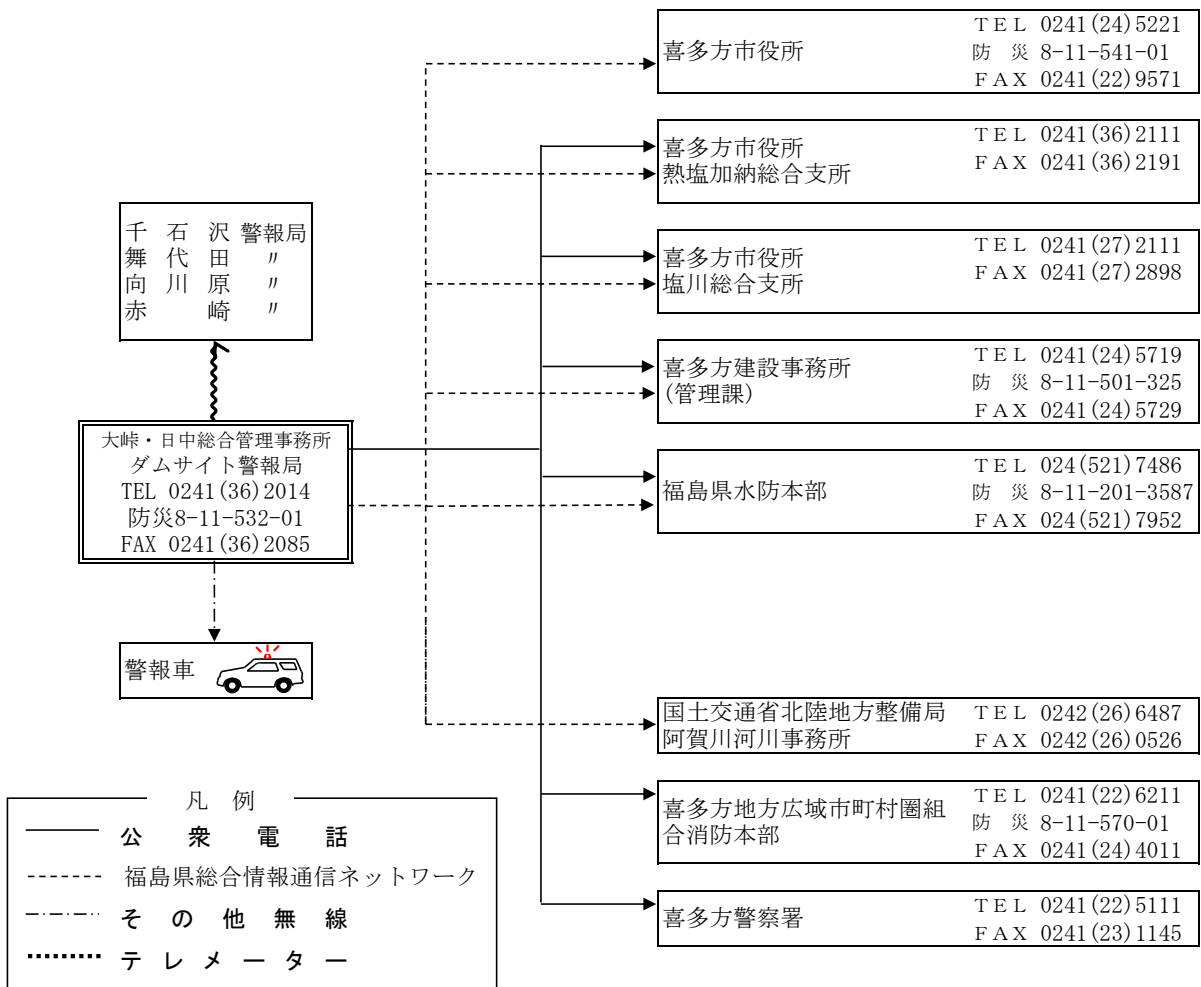 喜多方市役所
ＴＥＬ 0241(24)5221
防　災 8-11-541-01
ＦＡＸ 0241(22)9571
喜多方市役所
熱塩加納総合支所
ＴＥＬ 0241(36)2111
ＦＡＸ 0241(36)2191
千 石 沢 警報局
舞 代 田 〃
向 川 原 〃
赤 崎 〃
喜多方市役所
塩川総合支所
ＴＥＬ 0241(27)2111
ＦＡＸ 0241(27)2898
喜多方建設事務所
(管理課)
ＴＥＬ 0241(24)5719
防　災 8-11-501-325
ＦＡＸ 0241(24)5729
大峠・日中総合管理事務所
ダムサイト警報局
TEL 0241(36)2014
防災8-11-532-01
FAX 0241(36)2085
福島県水防本部
ＴＥＬ 024(521)7486
防　災 8-11-201-3587
ＦＡＸ 024(521)7952
警報車
国土交通省北陸地方整備局
阿賀川河川事務所
ＴＥＬ 0242(26)6487
ＦＡＸ 0242(26)0526
喜多方地方広域市町村圏組
合消防本部
ＴＥＬ 0241(22)6211
防　災 8-11-570-01
ＦＡＸ 0241(24)4011
喜多方警察署
ＴＥＬ 0241(22)5111
ＦＡＸ 0241(23)1145
凡　例
公 衆 電 話
福島県総合情報通信ネットワーク
そ の 他 無 線
テ レ メ ー タ ー